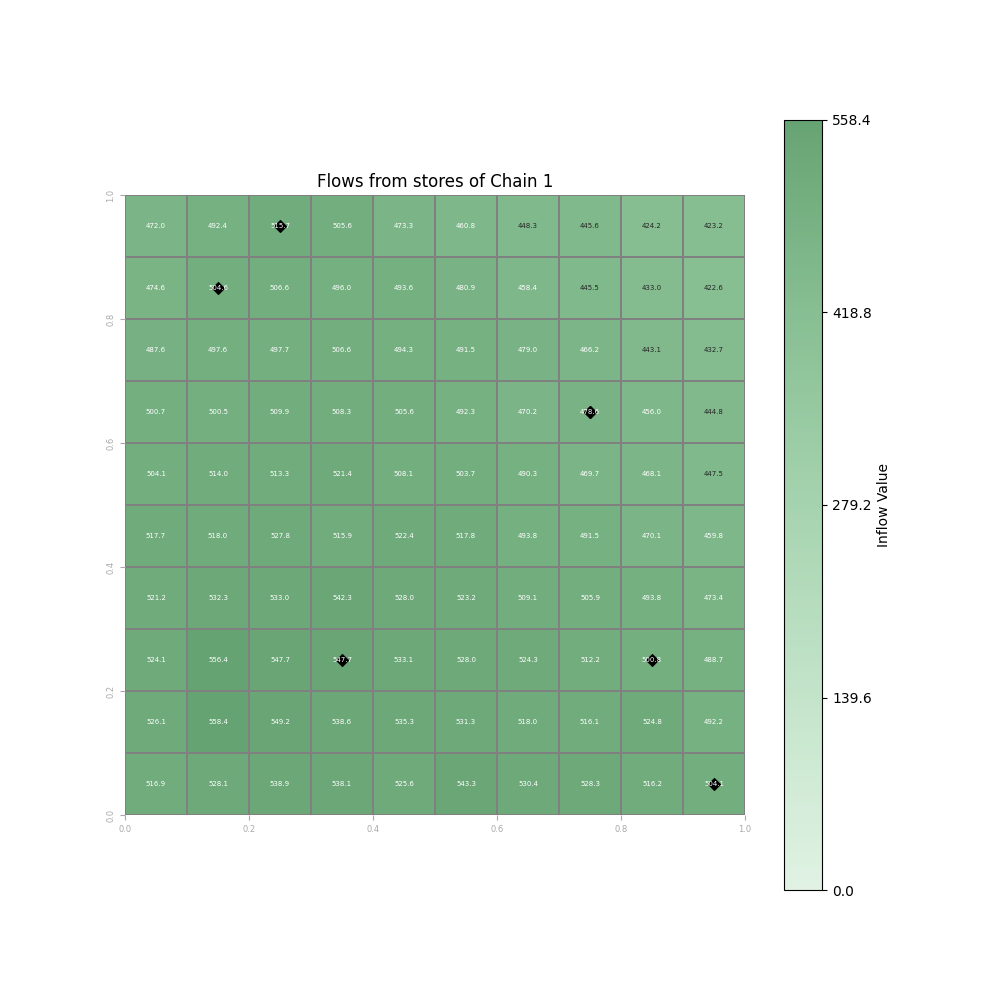 Flows from stores of Chain 1
558.4
1.0
472.0 492.4 505.6 473.3 460.8 448.3 445.6 424.2 423.2
474.6 506.6 496.0 493.6 480.9 458.4 445.5 433.0 422.6
0.8
418.8
487.6 497.6 497.7 506.6 494.3 491.5 479.0 466.2 443.1 432.7
500.7 500.5 509.9 508.3 505.6 492.3 470.2 456.0 444.8
0.6
504.1 514.0 513.3 521.4 508.1 503.7 490.3 469.7 468.1 447.5
279.2
Inflow Value
517.7 518.0 527.8 515.9 522.4 517.8 493.8 491.5 470.1 459.8
0.4
521.2 532.3 533.0 542.3 528.0 523.2 509.1 505.9 493.8 473.4
524.1 556.4 547.7 533.1 528.0 524.3 512.2 488.7
0.2
139.6
526.1 558.4 549.2 538.6 535.3 531.3 518.0 516.1 524.8 492.2
516.9 528.1 538.9 538.1 525.6 543.3 530.4 528.3 516.2
0.0
0.0 0.2 0.4 0.6 0.8 1.0
0.0